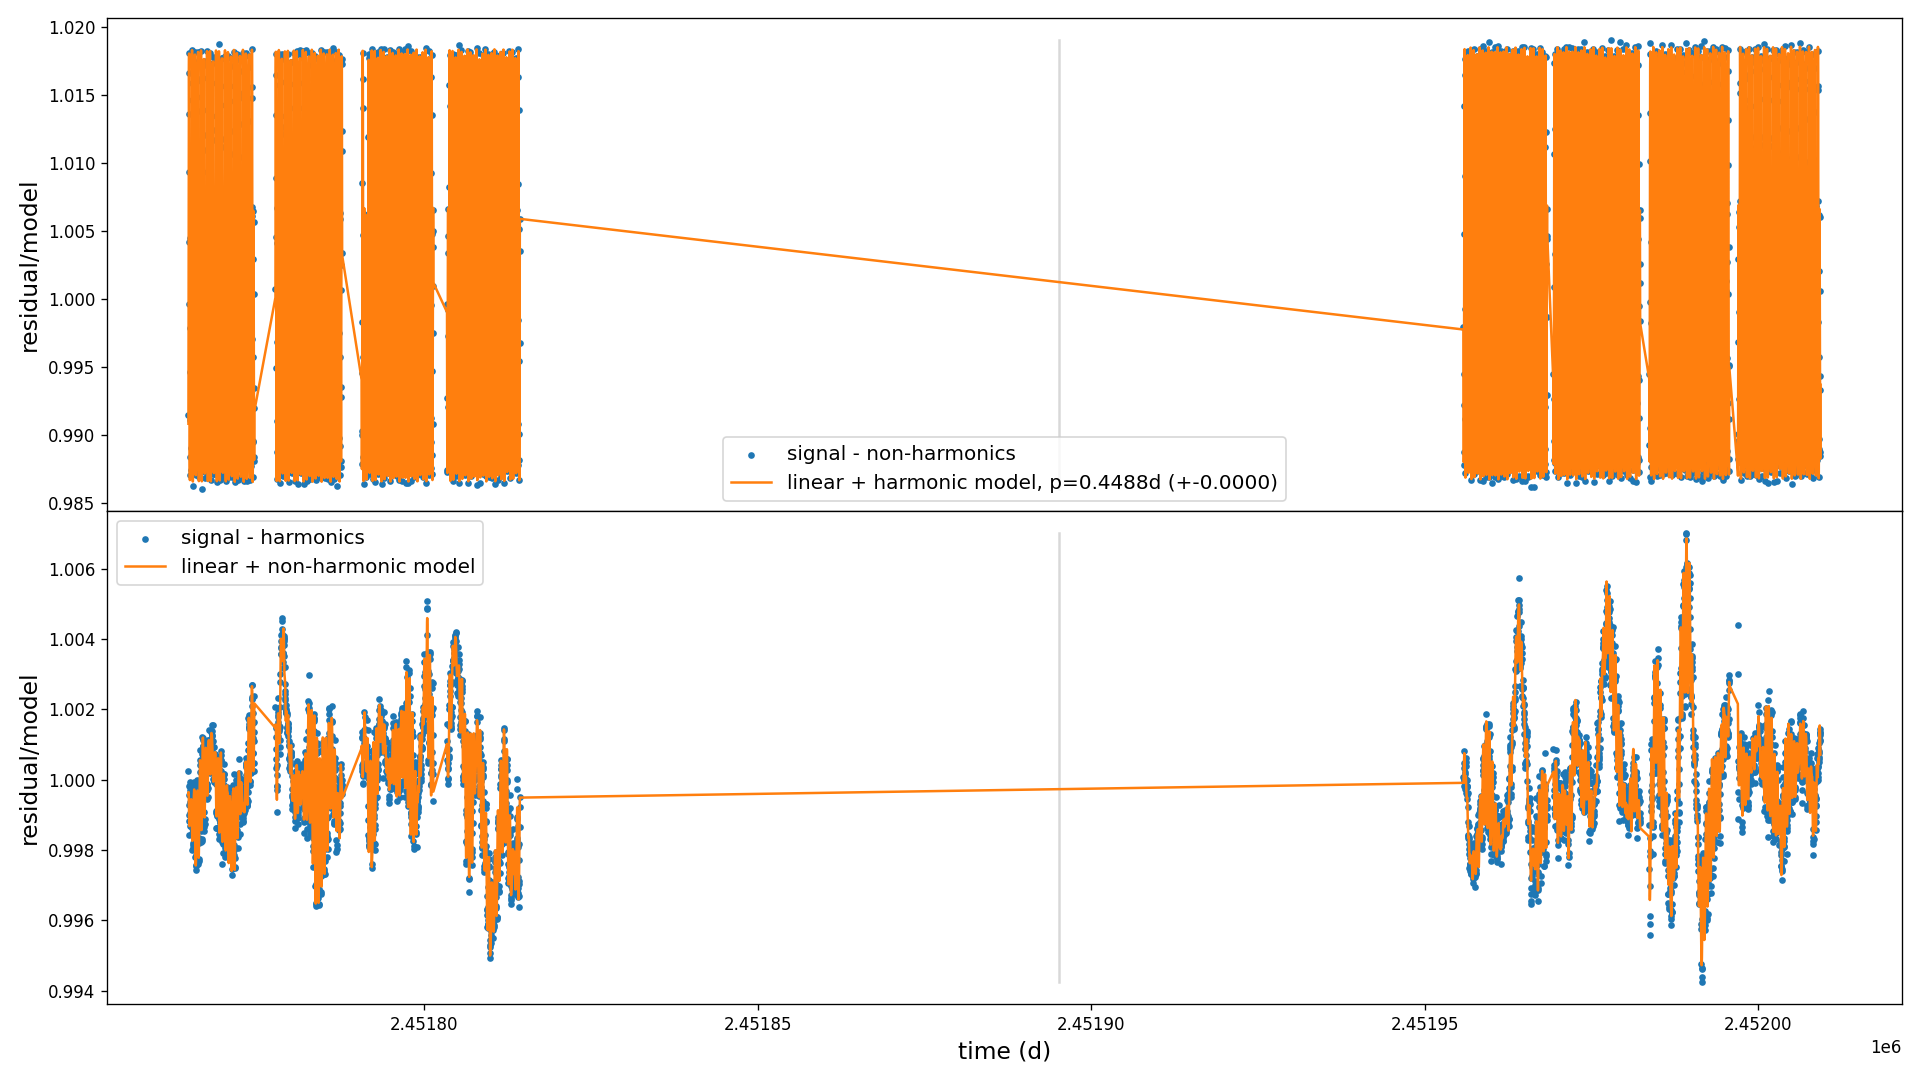 1.020
1.015
1.010
1.005
1.000
0.995
0.990
0.985
residual/model
signal - non-harmonics
linear + harmonic model, p=0.4488d (+-0.0000)
signal - harmonics
linear + non-harmonic model
1.006
1.004
1.002
1.000
0.998
0.996
0.994
residual/model
2.45180
2.45185
2.45190
2.45195
2.45200
1e6
time (d)